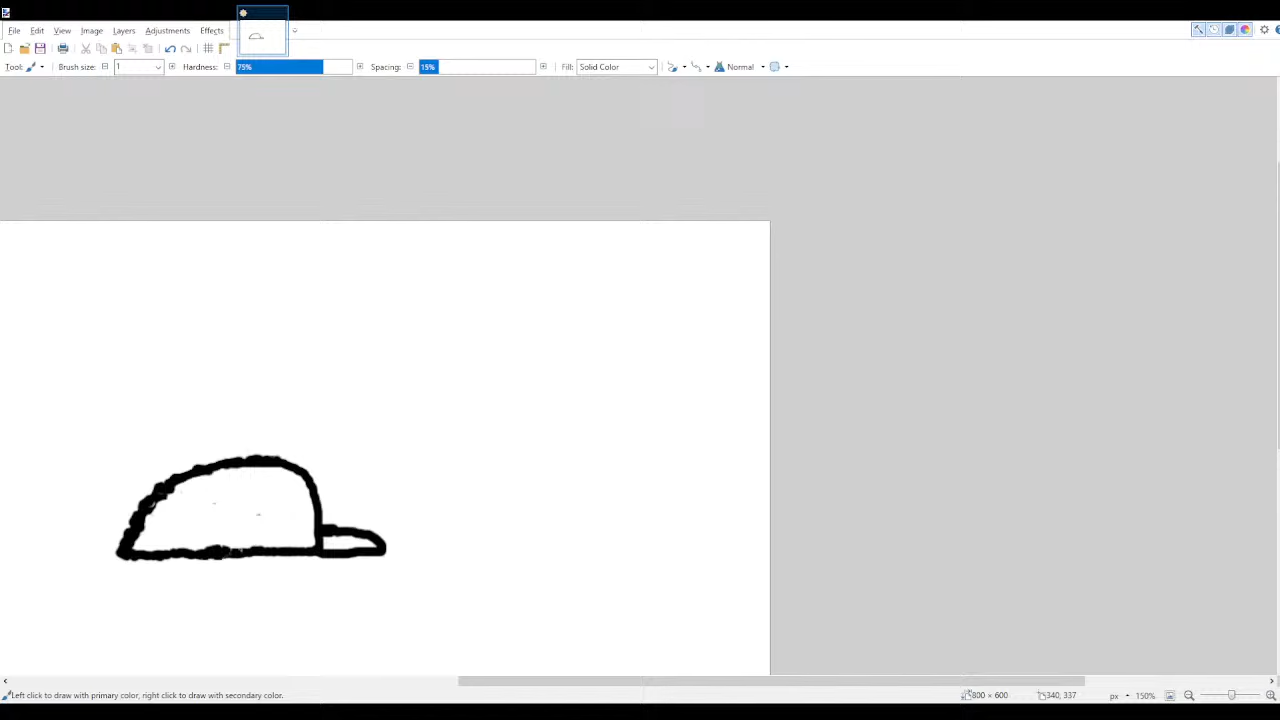 File Edit View Image Layers Adjustments Effects
Tool: Brush size: 1 Hardness: 75% Spacing: 15% Fill: Solid Color Normal
Left click to draw with primary color, right click to draw with secondary color. 800 × 600 340, 337 px 150%